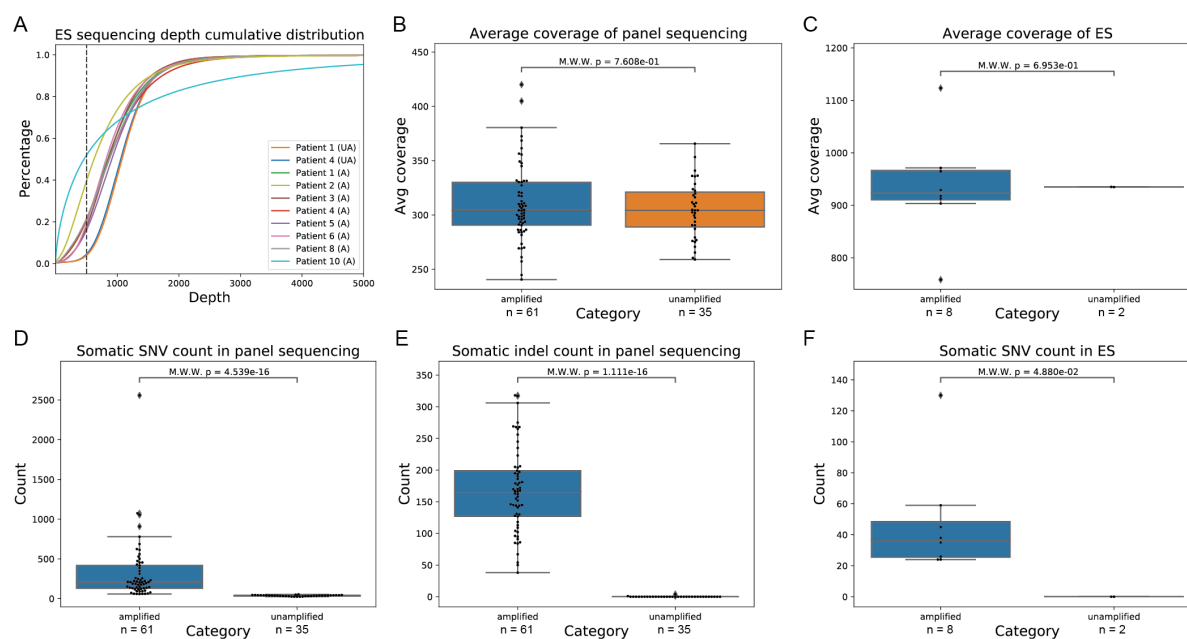 A
ES sequencing depth cumulative distribution
Percentage
1.0
0.8
0.6
0.4
0.2
0.0
Patient 1 (UA)
Patient 4 (UA)
Patient 1 (A)
Patient 2 (A)
Patient 3 (A)
Patient 4 (A)
Patient 5 (A)
Patient 6 (A)
Patient 8 (A)
Patient 10 (A)
1000 2000 3000 4000 5000
Depth
B
Average coverage of panel sequencing
M.W.W. p = 7.608e-01
Avg coverage
450
400
350
300
250
amplified unamplified
n = 61 Category n = 35
C
Average coverage of ES
M.W.W. p = 6.953e-01
Avg coverage
1200
1100
1000
900
800
amplified unamplified
n = 8 Category n = 2
D
Somatic SNV count in panel sequencing
M.W.W. p = 4.539e-16
Count
2500
2000
1500
1000
500
0
amplified unamplified
n = 61 Category n = 35
E
Somatic indel count in panel sequencing
M.W.W. p = 1.111e-16
Count
350
300
250
200
150
100
50
0
amplified unamplified
n = 61 Category n = 35
F
Somatic SNV count in ES
M.W.W. p = 4.880e-02
Count
140
120
100
80
60
40
20
0
amplified unamplified
n = 8 Category n = 2